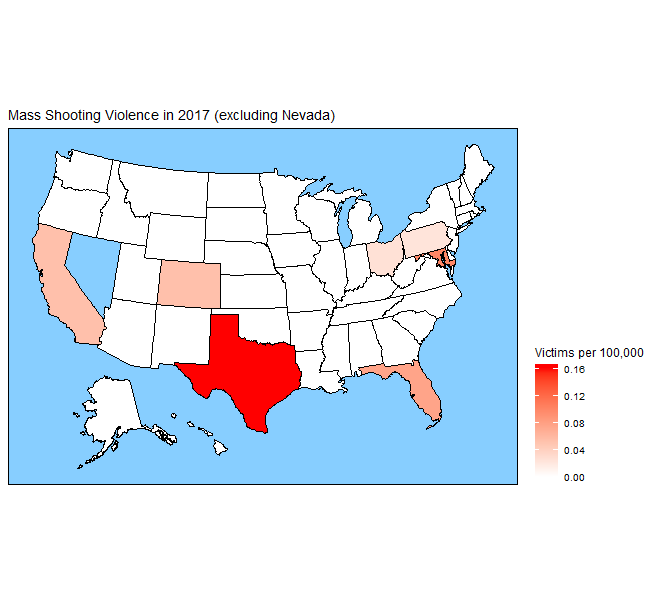 Mass Shooting Violence in 2017 (excluding Nevada)
Victims per 100,000
0.16
0.12
0.08
0.04
0.00